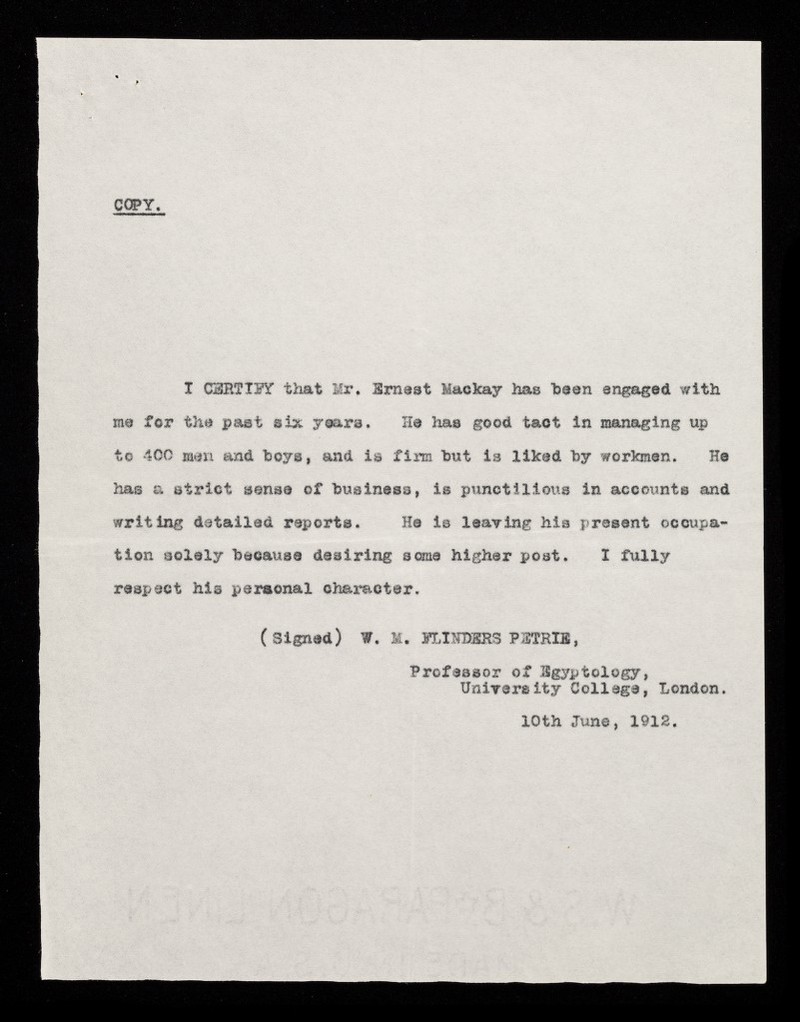 COPY.
I CERTIFY that Mr. Ernest Mackay has been engaged with
me for the past six years. He has good tact in managing up
to 400 men and boys, and is firm but is liked by workmen. He
has a strict sense of business, is punctilious in accounts and
writing detailed reports. He is leaving his present occupa-
tion solely because desiring some higher post. I fully
respect his personal character.
(Signed) W. M. FLINDERS PETRIE,
Professor of Egyptology,
University College, London.
10th June, 1912.
W.S & B'S PARAGON LINEN
MADE IN U.S.A